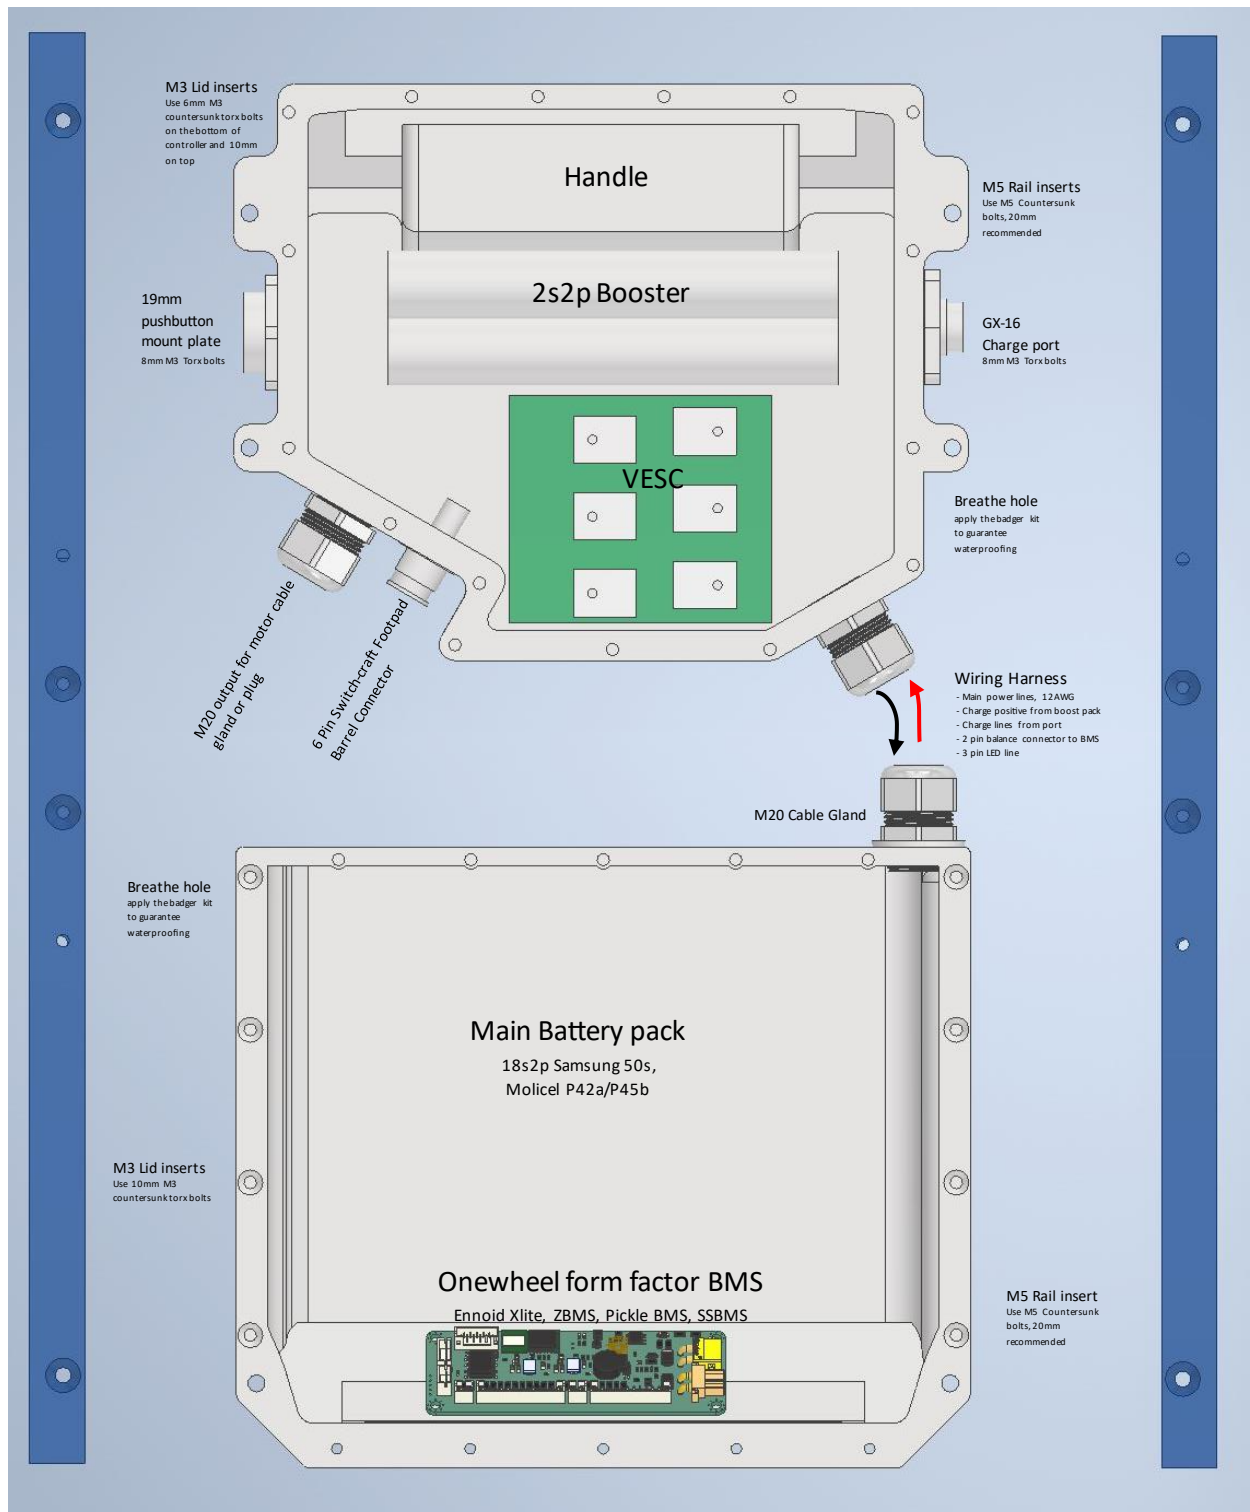 M3 Lid inserts
Use 6mm M3
countersunk torx bolts
on the bottom of
controller and 10mm
on top
Handle
M5 Rail inserts
Use M5 Countersunk
bolts, 20mm
recommended
2s2p Booster
19mm
pushbutton
mount plate
8mm M3 Torx bolts
GX-16
Charge port
8mm M3 Torx bolts
VESC
Breathe hole
apply the badger kit
to guarantee
waterproofing
M20 output for motor cable
gland or plug
6 Pin Switch-craft Footpad
Barrel Connector
Wiring Harness
- Main power lines, 12AWG
- Charge positive from boost pack
- Charge lines from port
- 2 pin balance connector to BMS
- 3 pin LED line
M20 Cable Gland
Breathe hole
apply the badger kit
to guarantee
waterproofing
Main Battery pack
18s2p Samsung 50s,
Molicel P42a/P45b
M3 Lid inserts
Use 10mm M3
countersunk torx bolts
Onewheel form factor BMS
Ennoid Xlite, ZBMS, Pickle BMS, SSBMS
M5 Rail insert
Use M5 Countersunk
bolts, 20mm
recommended